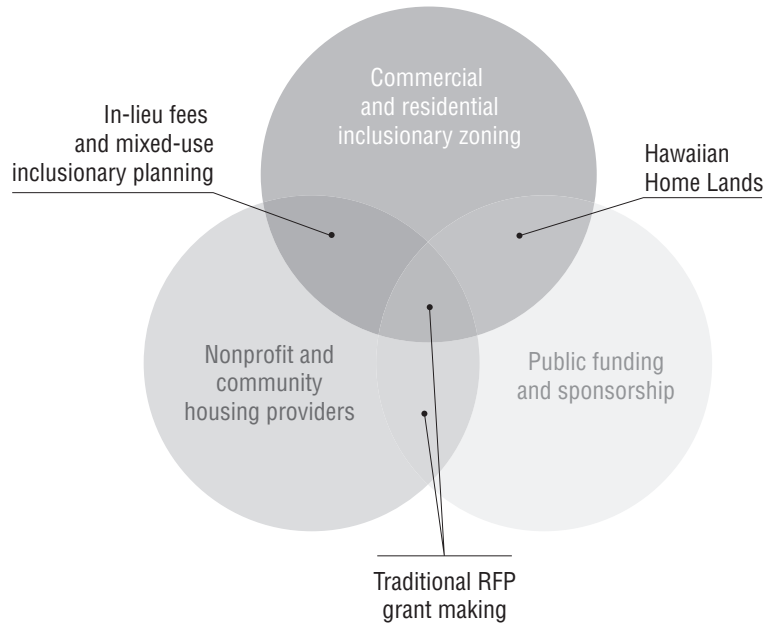 Commercial
and residential
inclusionary zoning
In-lieu fees
and mixed-use
inclusionary planning
Hawaiian
Home Lands
Nonprofit and
community
housing providers
Public funding
and sponsorship
Traditional RFP
grant making